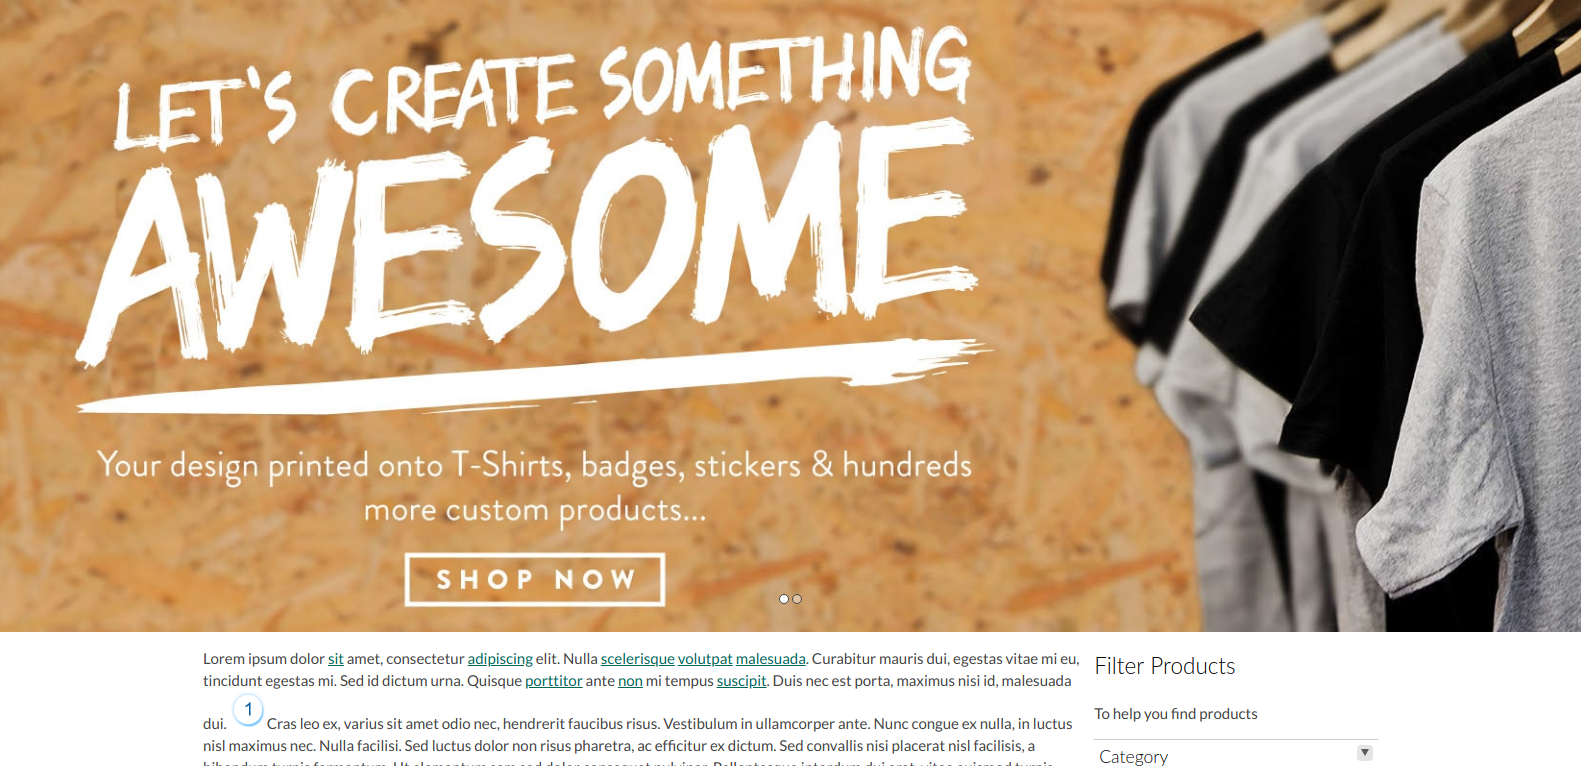 LET'S CREATE SOMETHING
AWESOME
Your design printed onto T-Shirts, badges, stickers & hundreds
more custom products...
SHOP NOW
Lorem ipsum dolor sit amet, consectetur adipiscing elit. Nulla scelerisque volutpat malesuada. Curabitur mauris dui, egestas vitae mi eu,
tincidunt egestas mi. Sed id dictum urna. Quisque porttitor ante non mi tempus suscipit. Duis nec est porta, maximus nisi id, malesuada
dui. 1 Cras leo ex, varius sit amet odio nec, hendrerit faucibus risus. Vestibulum in ullamcorper ante. Nunc congue ex nulla, in luctus
nisl maximus nec. Nulla facilisi. Sed luctus dolor non risus pharetra, ac efficitur ex dictum. Sed convallis nisi placerat nisl facilisis, a
Filter Products
To help you find products
Category